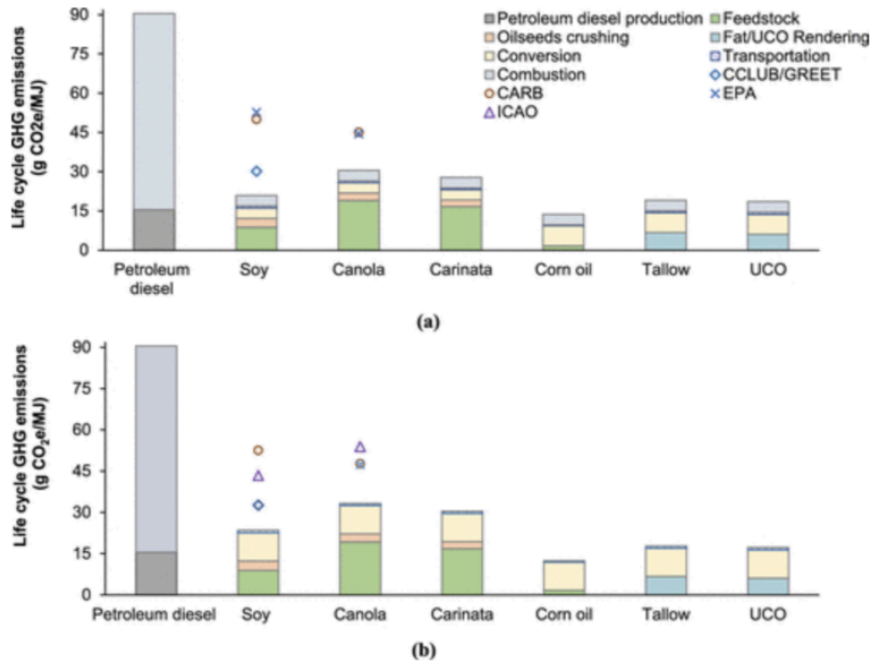 Life cycle GHG emissions
(g CO2e/MJ)
90
75
60
45
30
15
0
Petroleum diesel production
Feedstock
Oilseeds crushing
Fat/UCO Rendering
Conversion
Transportation
Combustion
CCLUB/GREET
CARB
EPA
ICAO
Petroleum
diesel
Soy
Canola
Carinata
Corn oil
Tallow
UCO
(a)
Life cycle GHG emissions
(g CO₂e/MJ)
90
75
60
45
30
15
0
Petroleum diesel
Soy
Canola
Carinata
Corn oil
Tallow
UCO
(b)